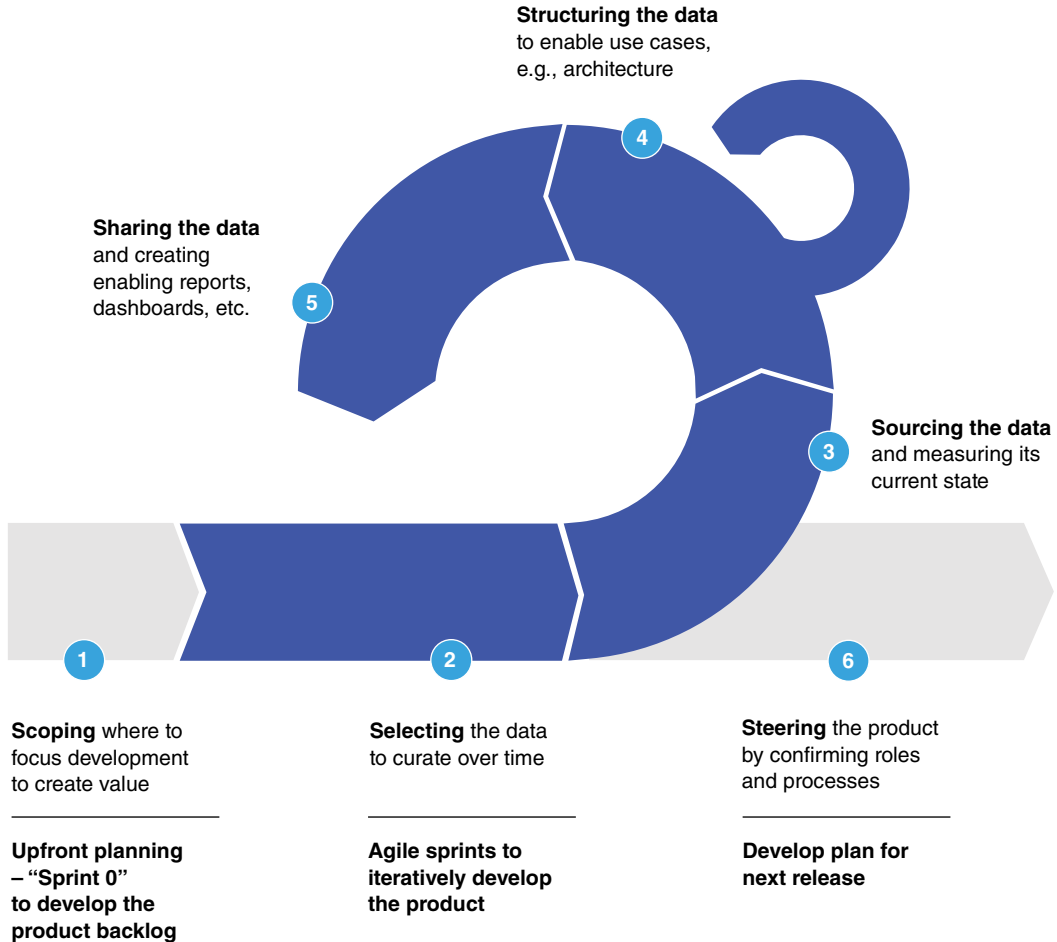 Structuring the data
to enable use cases,
e.g., architecture
4
Sharing the data
and creating
enabling reports,
dashboards, etc.
5
3
Sourcing the data
and measuring its
current state
1
2
6
Scoping where to
focus development
to create value
Upfront planning
– “Sprint 0”
to develop the
product backlog
Selecting the data
to curate over time
Agile sprints to
iteratively develop
the product
Steering the product
by confirming roles
and processes
Develop plan for
next release